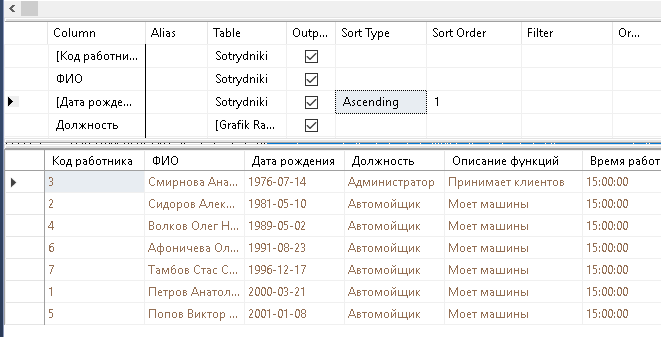 Column Alias Table Outp... Sort Type Sort Order Filter Or...
[Код работни... Sotrydniki
ФИО Sotrydniki
[Дата рожде... Sotrydniki Ascending 1
Должность [Grafik Ra...
Код работника ФИО Дата рождения Должность Описание функций Время работ
3 Смирнова Ана... 1976-07-14 Администратор Принимает клиентов 15:00:00
2 Сидоров Алек... 1981-05-10 Автомойщик Моет машины 15:00:00
4 Волков Олег Н... 1989-05-02 Автомойщик Моет машины 15:00:00
6 Афоничева Ол... 1991-08-23 Автомойщик Моет машины 15:00:00
7 Тамбов Стас С... 1996-12-17 Автомойщик Моет машины 15:00:00
1 Петров Анатол... 2000-03-21 Автомойщик Моет машины 15:00:00
5 Попов Виктор ... 2001-01-08 Автомойщик Моет машины 15:00:00